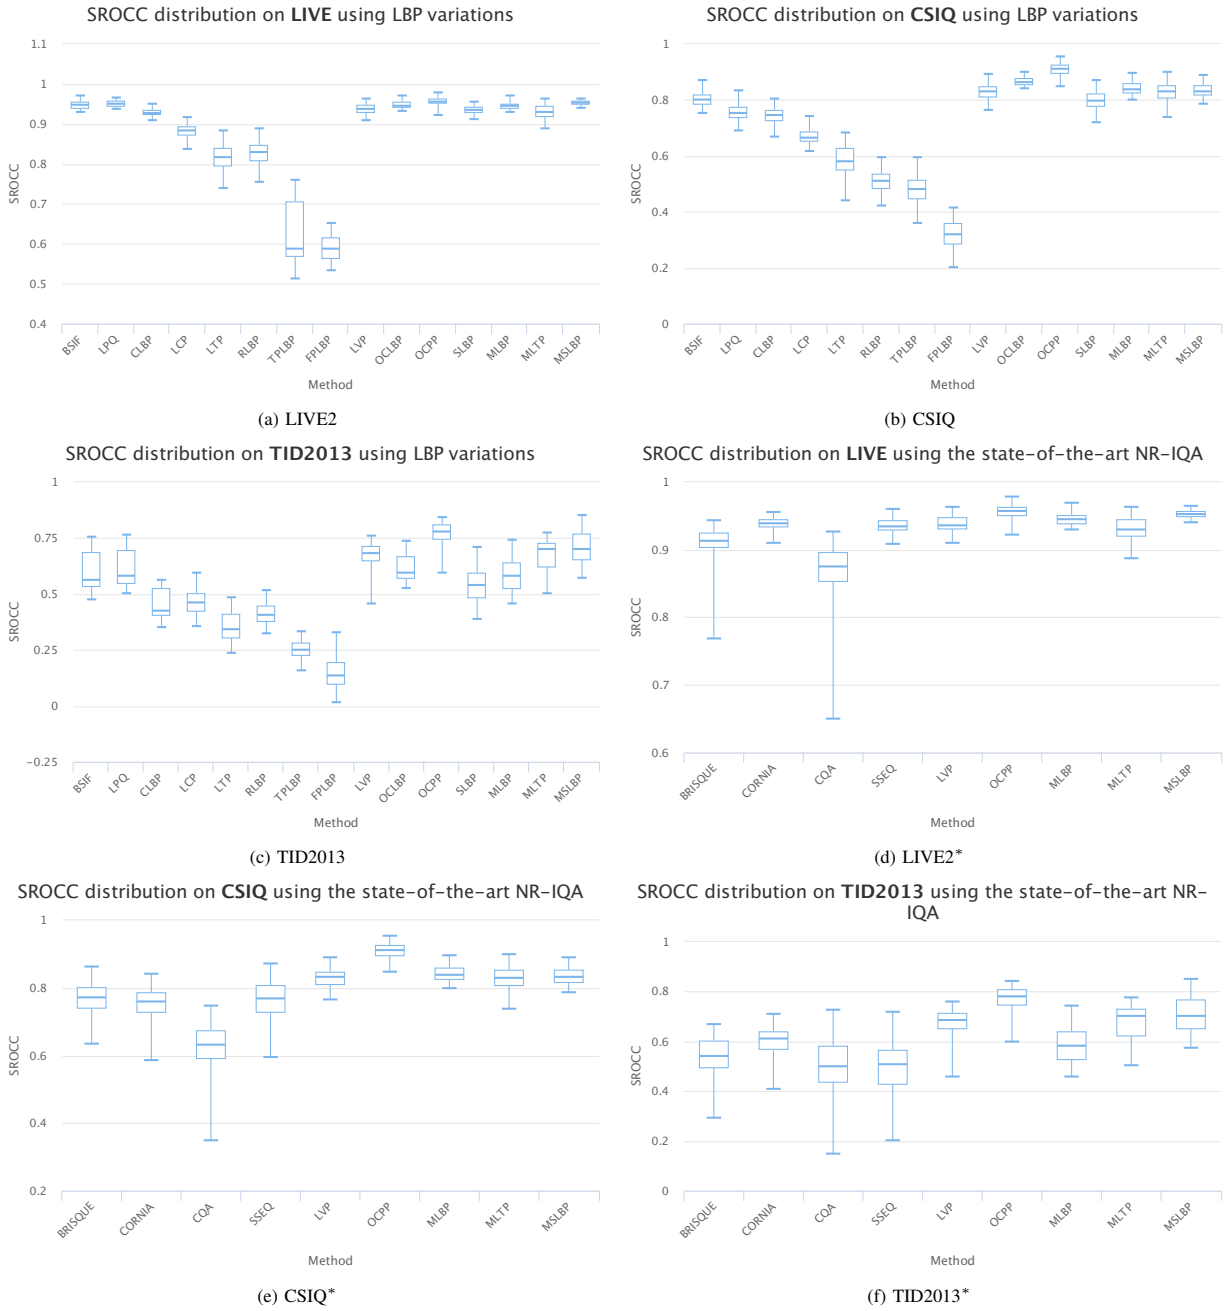 SROCC distribution on LIVE using LBP variations
1.1
1
0.9
0.8
0.7
0.6
0.5
0.4
SROCC
BSIF
LPQ
CLBP
LCP
LTP
RLBP
TPLBP
FPLBP
LVP
OCLBP
OCPP
SLBP
MLBP
MLTP
MSLBP
Method
(a) LIVE2
SROCC distribution on CSIQ using LBP variations
1
0.8
0.6
0.4
0.2
0
SROCC
BSIF
LPQ
CLBP
LCP
LTP
RLBP
TPLBP
FPLBP
LVP
OCLBP
OCPP
SLBP
MLBP
MLTP
MSLBP
Method
(b) CSIQ
SROCC distribution on TID2013 using LBP variations
1
0.75
0.5
0.25
0
−0.25
SROCC
BSIF
LPQ
CLBP
LCP
LTP
RLBP
TPLBP
FPLBP
LVP
OCLBP
OCPP
SLBP
MLBP
MLTP
MSLBP
Method
(c) TID2013
SROCC distribution on LIVE using the state-of-the-art NR-IQA
1
0.9
0.8
0.7
0.6
SROCC
BRISQUE
CORNIA
CQA
SSEQ
LVP
OCPP
MLBP
MLTP
MSLBP
Method
(d) LIVE2*
SROCC distribution on CSIQ using the state-of-the-art NR-IQA
1
0.8
0.6
0.4
0.2
SROCC
BRISQUE
CORNIA
CQA
SSEQ
LVP
OCPP
MLBP
MLTP
MSLBP
Method
(e) CSIQ*
SROCC distribution on TID2013 using the state-of-the-art NR-
IQA
1
0.8
0.6
0.4
0.2
0
SROCC
BRISQUE
CORNIA
CQA
SSEQ
LVP
OCPP
MLBP
MLTP
MSLBP
Method
(f) TID2013*